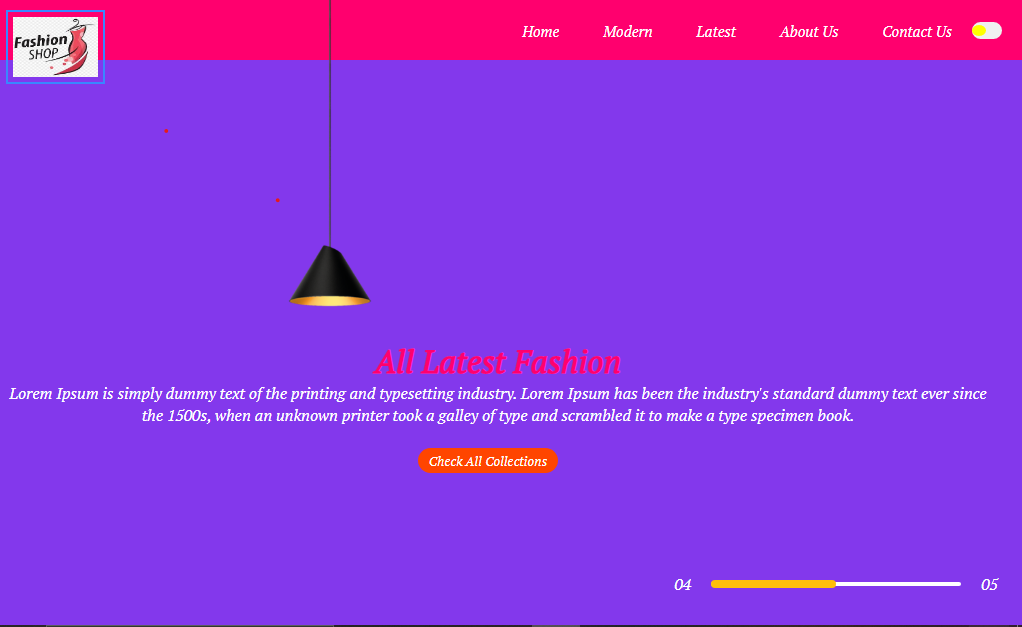 Fashion
SHOP
Home Modern Latest About Us Contact Us
All Latest Fashion
Lorem Ipsum is simply dummy text of the printing and typesetting industry. Lorem Ipsum has been the industry's standard dummy text ever since
the 1500s, when an unknown printer took a galley of type and scrambled it to make a type specimen book.
Check All Collections
04 05